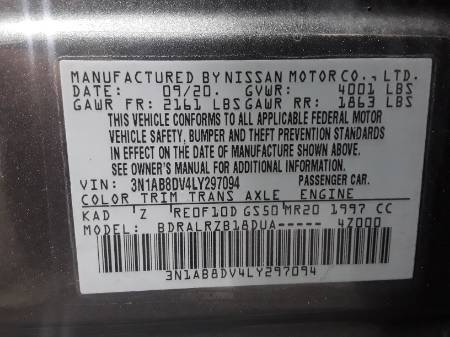 MANUFACTURED BY NISSAN MOTOR CO., LTD.
DATE: 09/20. GVWR: 4001 LBS
GAWR FR: 2161 LBS GAWR RR: 1863 LBS
THIS VEHICLE CONFORMS TO ALL APPLICABLE FEDERAL MOTOR
VEHICLE SAFETY, BUMPER AND THEFT PREVENTION STANDARDS
IN EFFECT ON THE DATE OF MANUFACTURE SHOWN ABOVE.
SEE OWNER'S MANUAL FOR ADDITIONAL INFORMATION.
VIN: 3N1AB8DV4LY297094 PASSENGER CAR.
COLOR TRIM TRANS AXLE ENGINE
KAD Z RE0F10D GS50 MR20 1997 CC
MODEL: BDRALRZB18DUA----- 4Z000
3N1AB8DV4LY297094